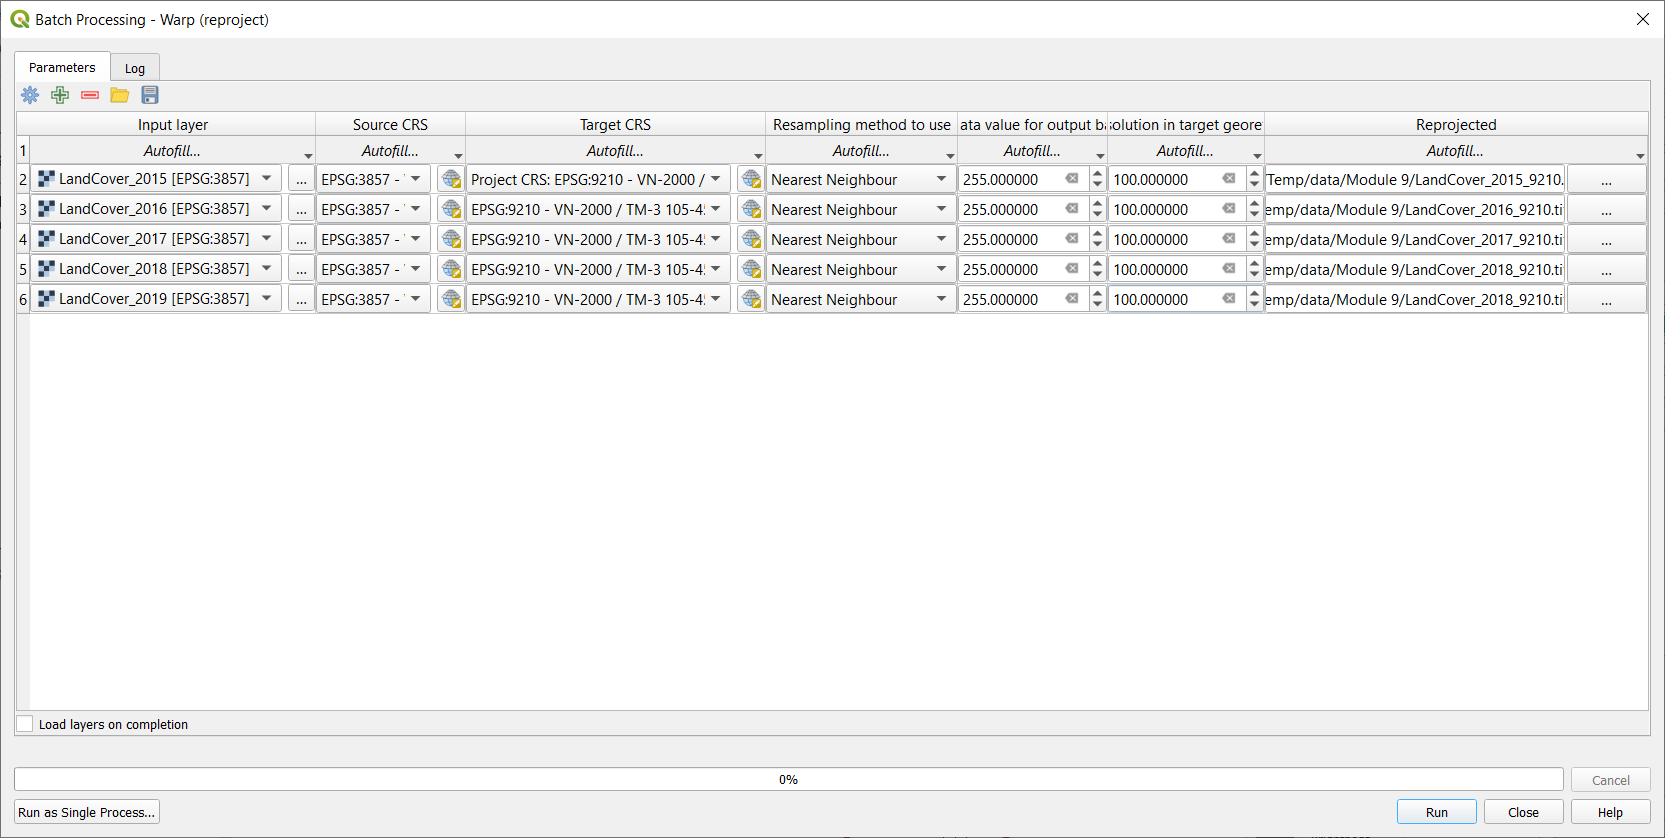 Batch Processing - Warp (reproject)
Parameters Log
Input layer Source CRS Target CRS Resampling method to use ata value for output ba solution in target geore Reprojected
1 Autofill... Autofill... Autofill... Autofill... Autofill... Autofill... Autofill...
2 LandCover_2015 [EPSG:3857] ... EPSG:3857 - Project CRS: EPSG:9210 - VN-2000 / Nearest Neighbour 255.000000 100.000000 Temp/data/Module 9/LandCover_2015_9210. ...
3 LandCover_2016 [EPSG:3857] ... EPSG:3857 - EPSG:9210 - VN-2000 / TM-3 105-4 Nearest Neighbour 255.000000 100.000000 emp/data/Module 9/LandCover_2016_9210.ti ...
4 LandCover_2017 [EPSG:3857] ... EPSG:3857 - EPSG:9210 - VN-2000 / TM-3 105-4 Nearest Neighbour 255.000000 100.000000 emp/data/Module 9/LandCover_2017_9210.ti ...
5 LandCover_2018 [EPSG:3857] ... EPSG:3857 - EPSG:9210 - VN-2000 / TM-3 105-4 Nearest Neighbour 255.000000 100.000000 emp/data/Module 9/LandCover_2018_9210.ti ...
6 LandCover_2019 [EPSG:3857] ... EPSG:3857 - EPSG:9210 - VN-2000 / TM-3 105-4 Nearest Neighbour 255.000000 100.000000 emp/data/Module 9/LandCover_2018_9210.ti ...
Load layers on completion
0% Cancel
Run as Single Process... Run Close Help